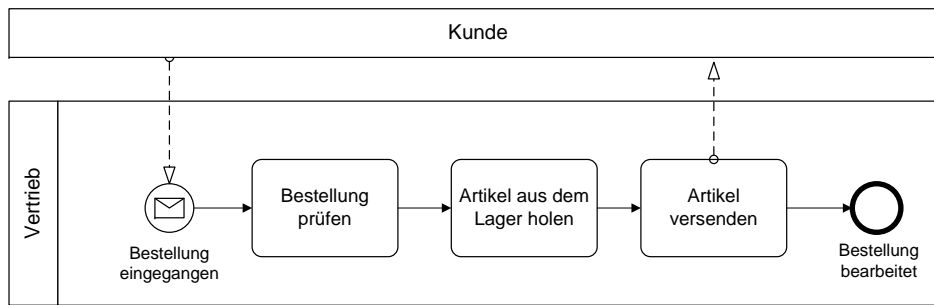 Kunde
Vertrieb
Bestellung
prüfen
Artikel aus dem
Lager holen
Artikel
versenden
Bestellung
eingegangen
Bestellung
bearbeitet